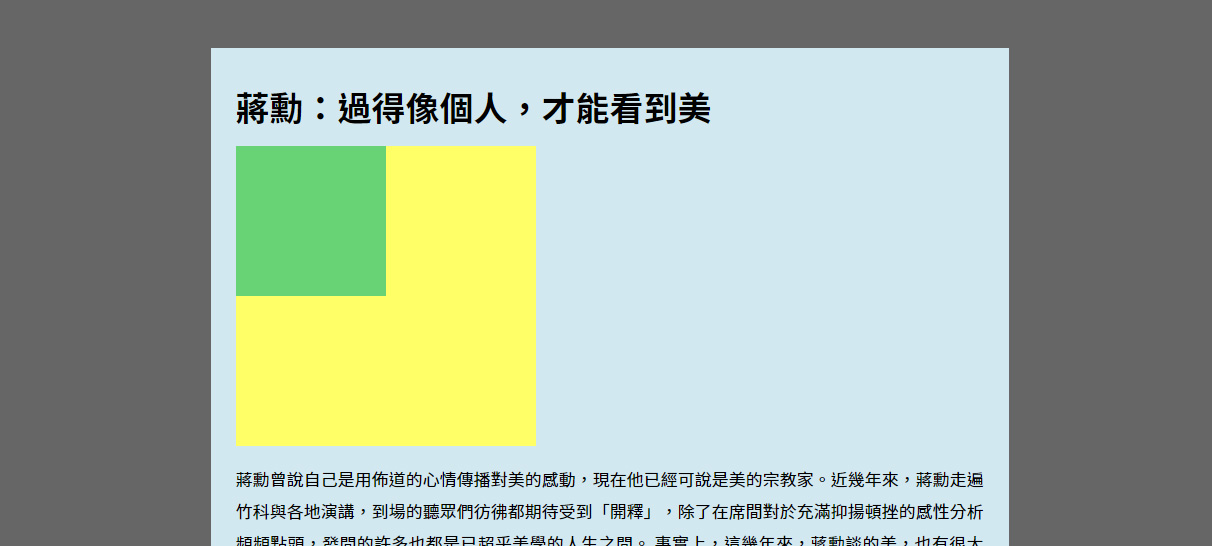 蔣勳：過得像個人，才能看到美
蔣勳曾說自己是用佈道的心情傳播對美的感動，現在他已經可說是美的宗教家。近幾年來，蔣勳走遍
竹科與各地演講，到場的聽眾們彷彿都期待受到「開釋」，除了在席間對於充滿抑揚頓挫的感性分析
頻頻點頭，發問的許多也都是已超乎美學的人生之問。 事實上，這幾年來，蔣勳談的美，也有很大